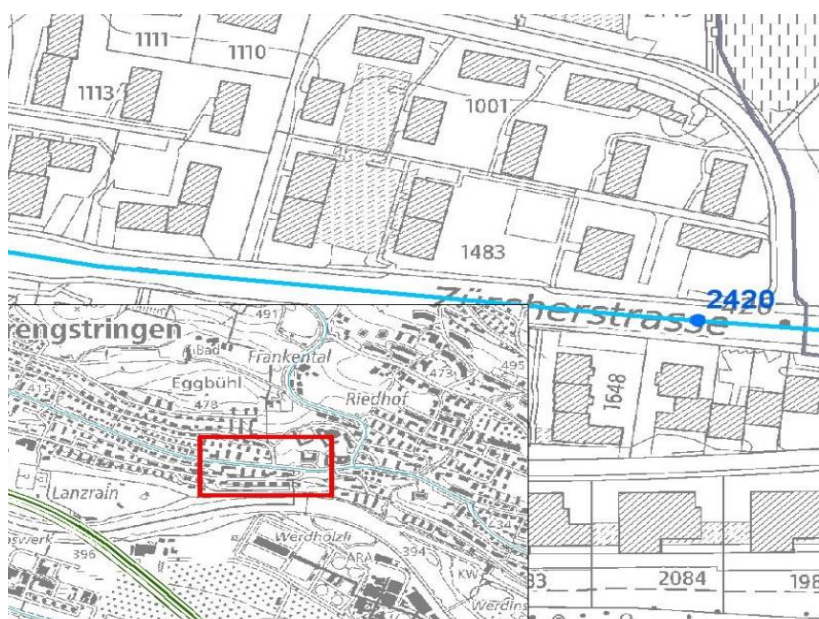 1111
1110
1113
1001
1483
2420
Zürcherstrasse
1648
2084
rengstringen
491
Bad
Frankental
Eggbühl
473
495
415
478
Riedhof
Lanzrain
434
Werdhölzli
396
ARA
394
KW